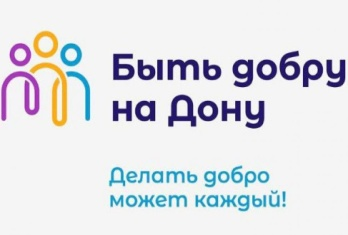 Быть добру
на Дону
Делать добро
может каждый!